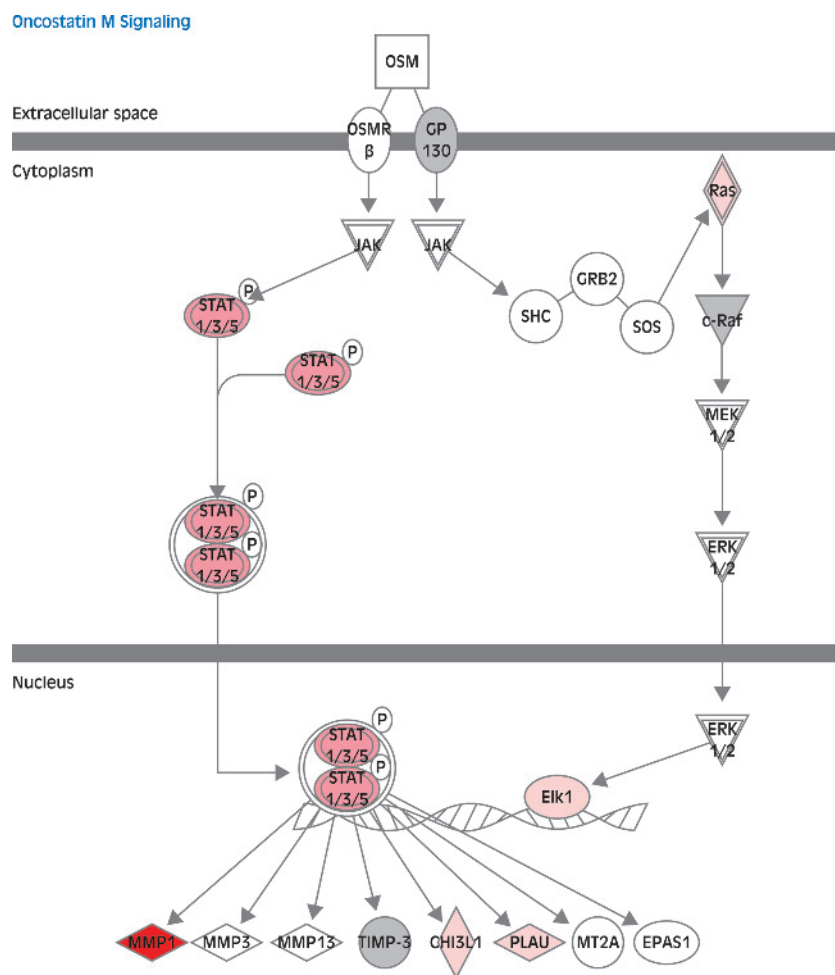 Oncostatin M Signaling
OSM
Extracellular space
OSMR
β
GP
130
Cytoplasm
Ras
JAK
JAK
P
STAT
1/3/5
GRB2
SHC
SOS
c-Raf
P
STAT
1/3/5
MEK
1/2
P
STAT
1/3/5
P
STAT
1/3/5
ERK
1/2
Nucleus
P
STAT
1/3/5
P
STAT
1/3/5
ERK
1/2
Elk1
MMP1
MMP3
MMP13
TIMP-3
CHI3L1
PLAU
MT2A
EPAS1